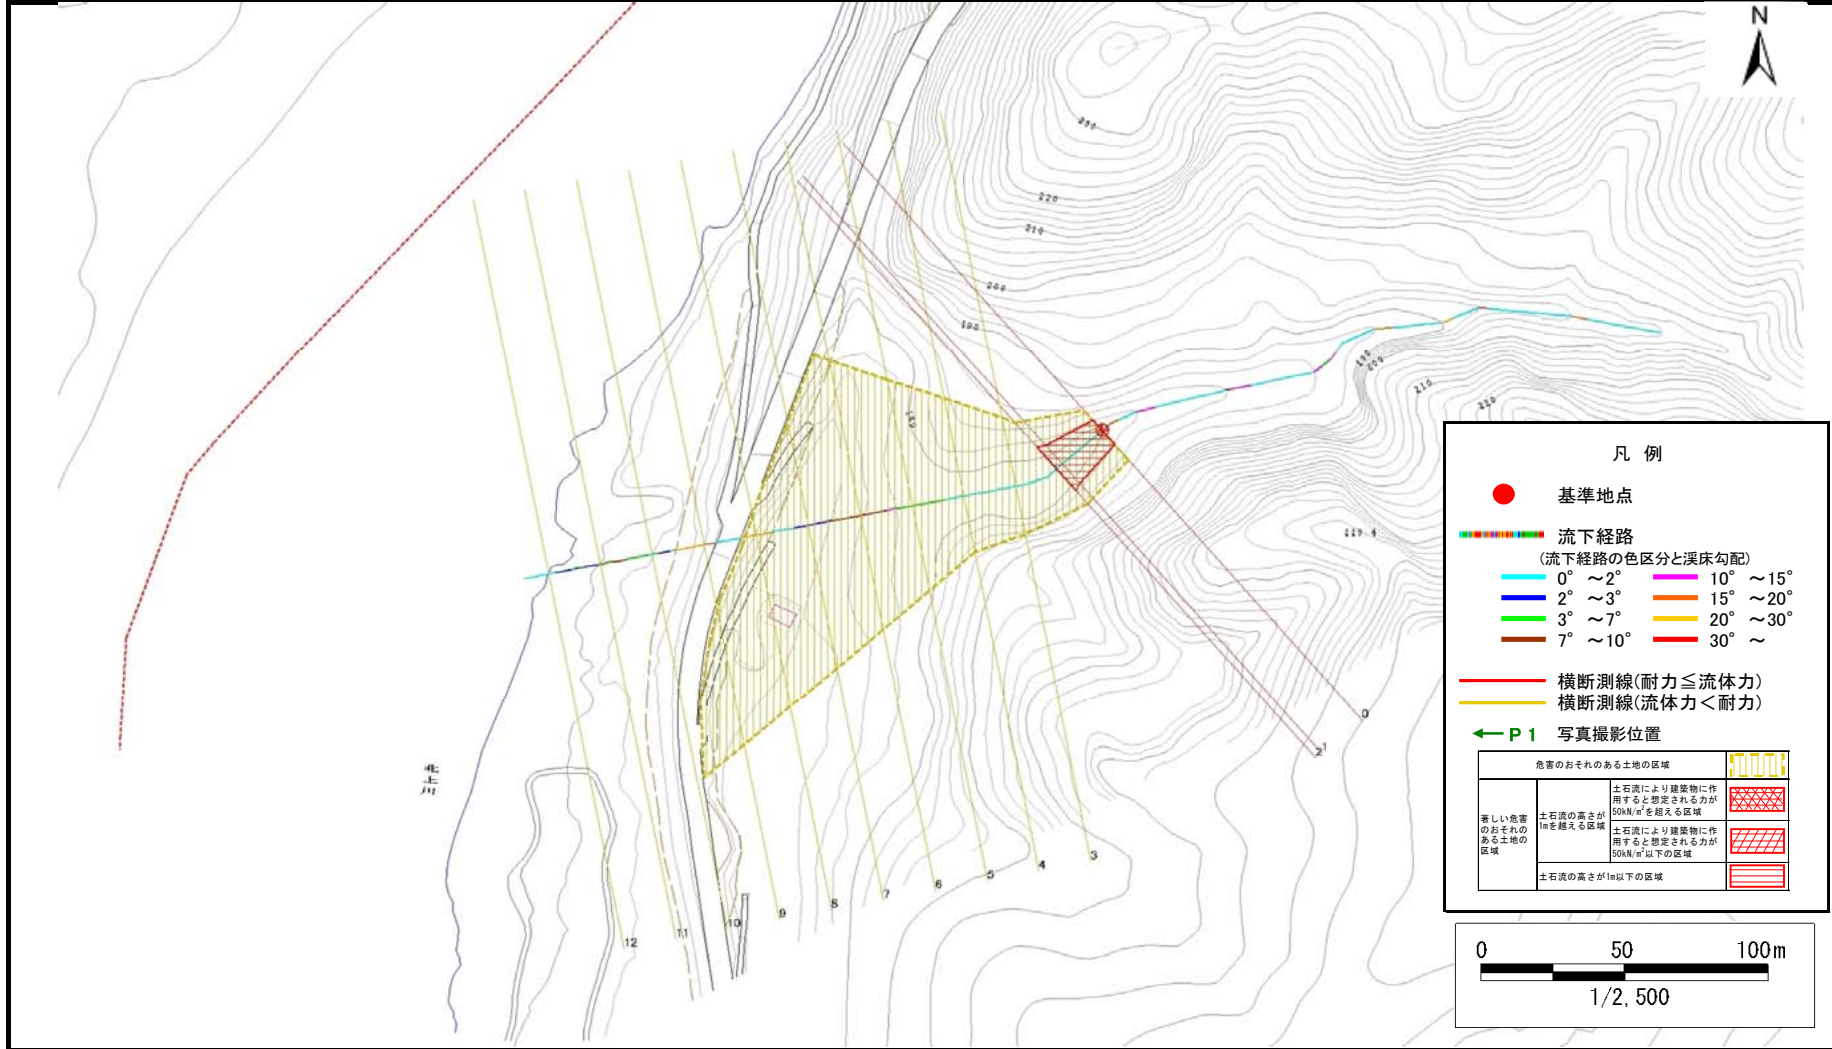 N
230
220
210
200
190
190
200
210
220
0
1
2
3
4
5
6
7
8
9
10
11
12
北上川
凡 例
基準地点
流下経路
(流下経路の色区分と渓床勾配)
0° ~2° 10° ~15°
2° ~3° 15° ~20°
3° ~7° 20° ~30°
7° ~10° 30° ~
横断測線(耐力≦流体力)
横断測線(流体力<耐力)
P 1 写真撮影位置
危害のおそれのある土地の区域
著しい危害
のおそれの
ある土地の
区域
土石流の高さが
1mを越える区域
土石流により建築物に作
用すると想定される力が
50kN/m²を超える区域
土石流により建築物に作
用すると想定される力が
50kN/m²以下の区域
土石流の高さが1m以下の区域
0 50 100m
1/2,500